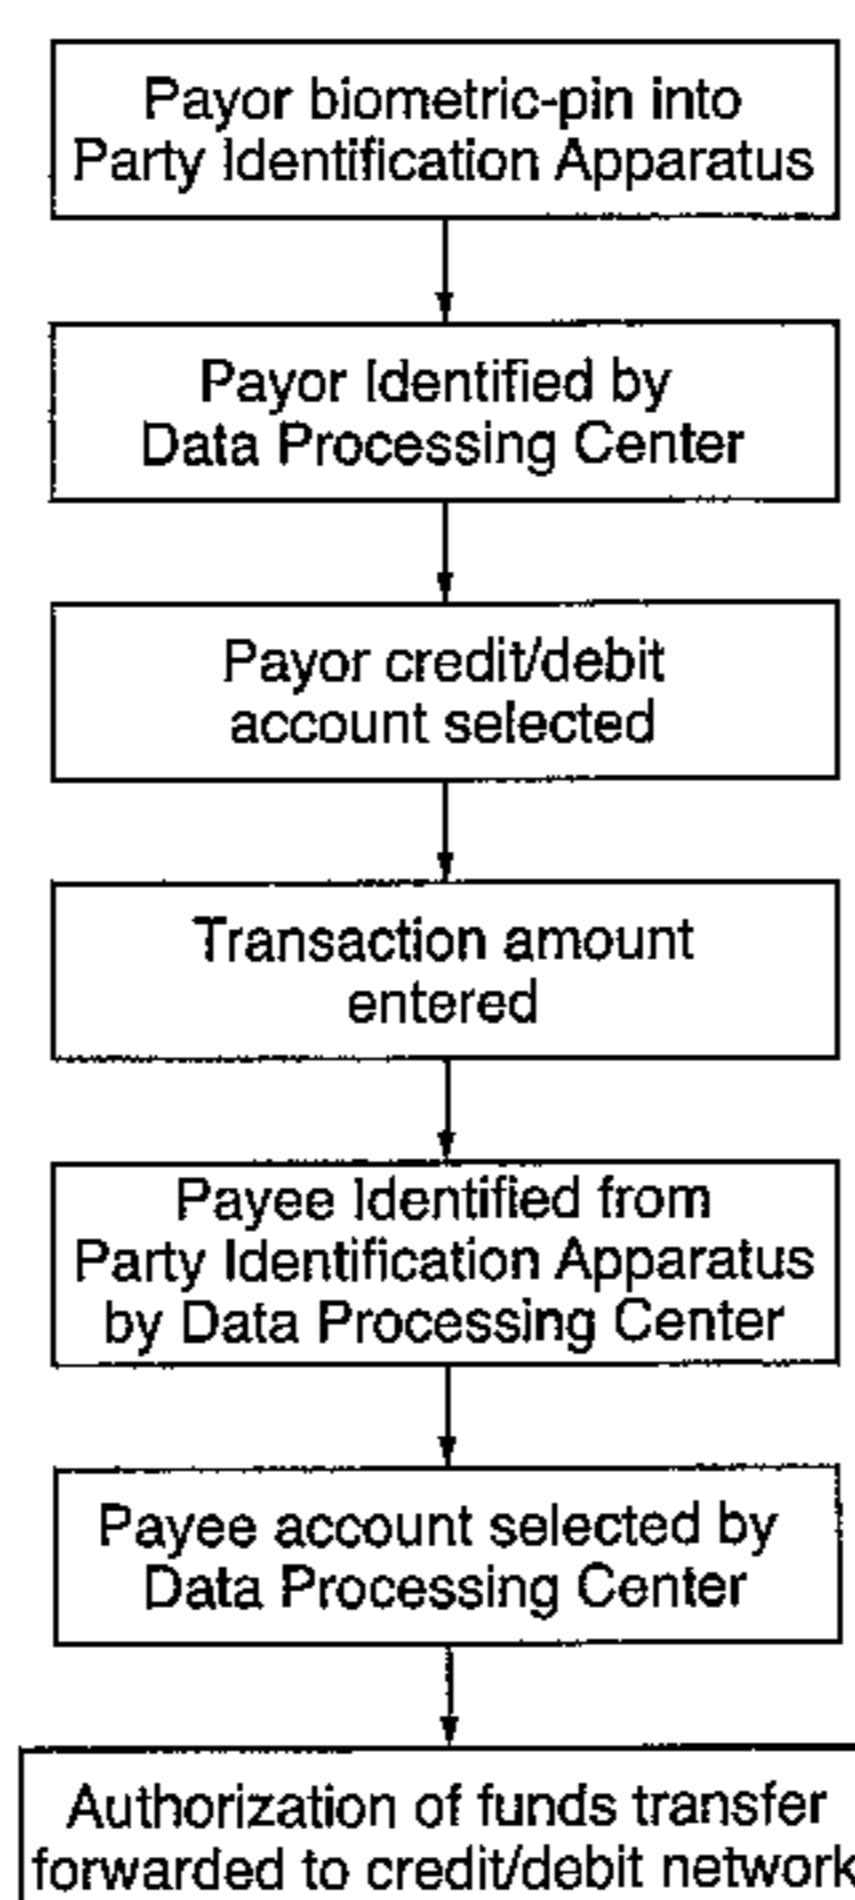 Payor biometric-pin into
Party Identification Apparatus
Payor Identified by
Data Processing Center
Payor credit/debit
account selected
Transaction amount
entered
Payee Identified from
Party Identification Apparatus
by Data Processing Center
Payee account selected by
Data Processing Center
Authorization of funds transfer
forwarded to credit/debit network